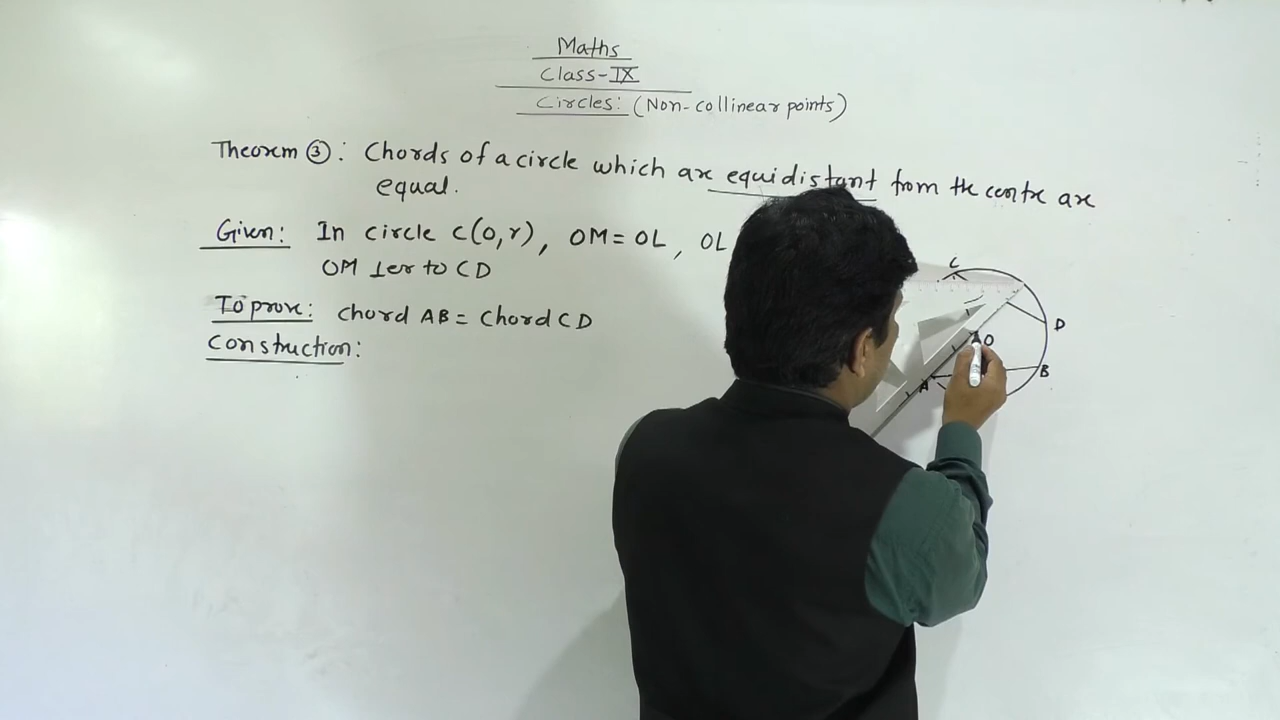 Maths
Class-IX
Circles: (Non-collinear points)
Theorem ③: Chords of a circle which are equidistant from the centre are
equal.
Given: In circle C(O,r), OM=OL, OL
OM ⊥er to CD
To prove: chord AB = chord CD
Construction:
C
D
O
B
A